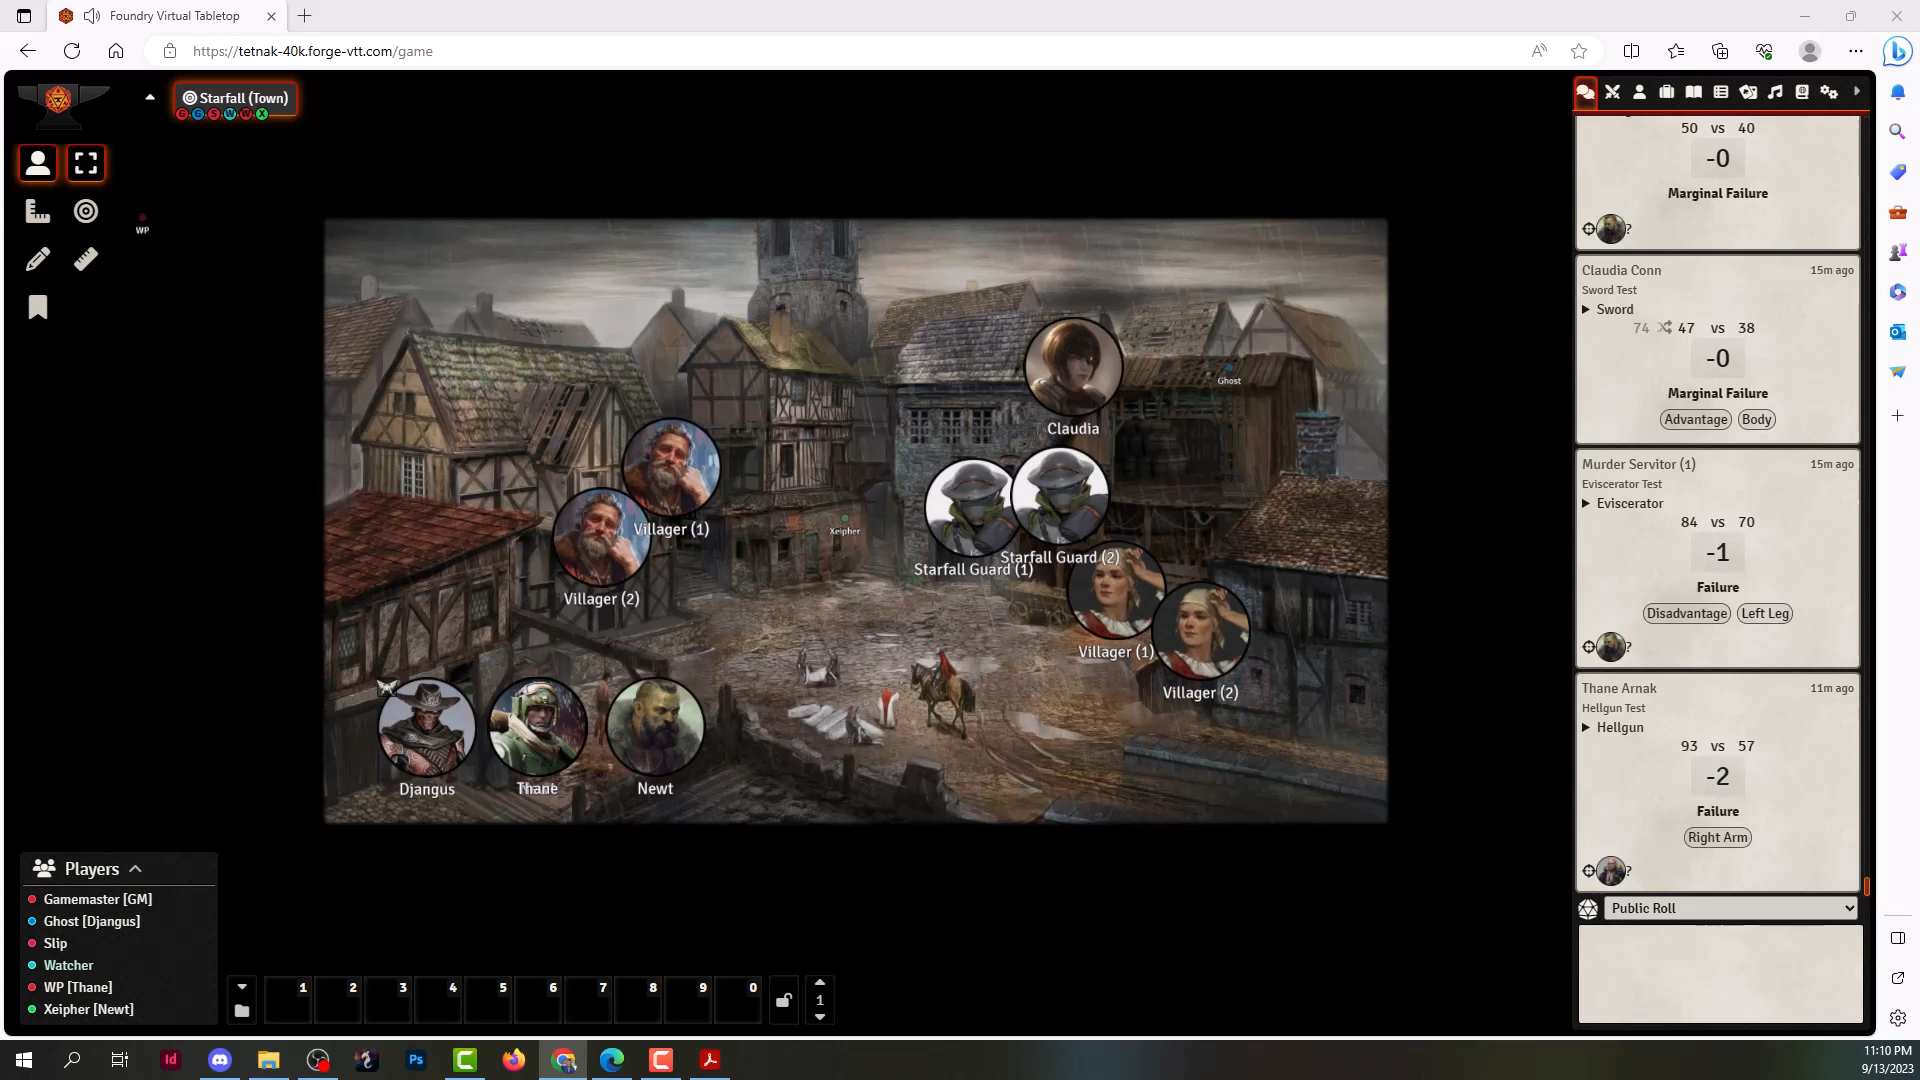 Foundry Virtual Tabletop
https://tetnak-40k.forge-vtt.com/game
Starfall (Town)
G G S W W X
WP
Claudia
Ghost
Villager (1)
Xeipher
Villager (2)
Starfall Guard (2)
Starfall Guard (1)
Villager (1)
Villager (2)
Djangus
Thane
Newt
Players
Gamemaster [GM]
Ghost [Djangus]
Slip
Watcher
WP [Thane]
Xeipher [Newt]
1 2 3 4 5 6 7 8 9 0
1
50 vs 40
-0
Marginal Failure
?
Claudia Conn 15m ago
Sword Test
Sword
74 47 vs 38
-0
Marginal Failure
Advantage Body
Murder Servitor (1) 15m ago
Eviscerator Test
Eviscerator
84 vs 70
-1
Failure
Disadvantage Left Leg
?
Thane Arnak 11m ago
Hellgun Test
Hellgun
93 vs 57
-2
Failure
Right Arm
?
Public Roll
Id
Ps
11:10 PM
9/13/2023